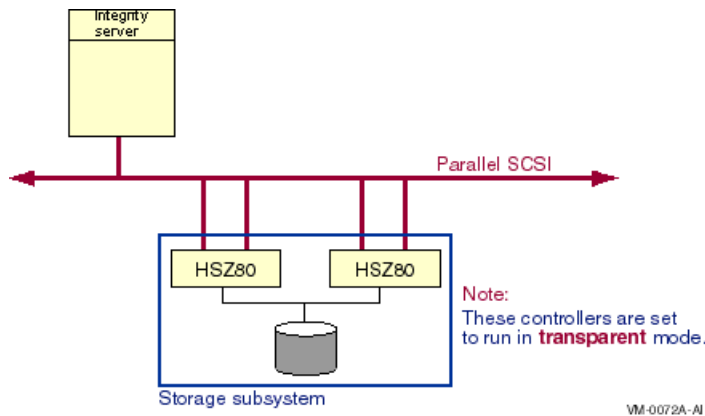 Integrity
server
Parallel SCSI
HSZ80
HSZ80
Note:
These controllers are set
to run in transparent mode.
Storage subsystem
VM-0072A-AI